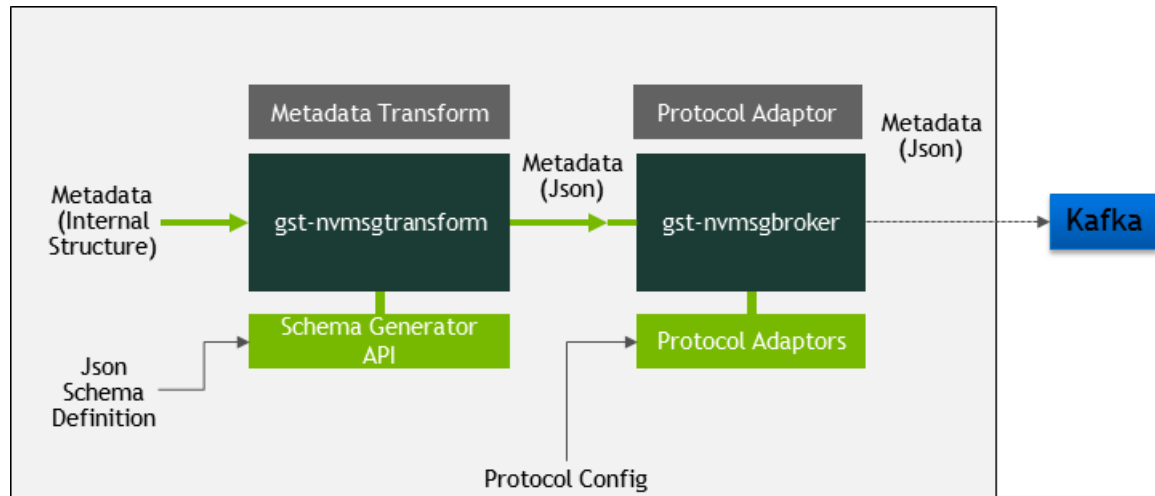 Metadata Transform
Protocol Adaptor
Metadata
(Json)
Metadata
(Internal
Structure)
gst-nvmsgtransform
Metadata
(Json)
gst-nvmsgbroker
Kafka
Schema Generator
API
Protocol Adaptors
Json
Schema
Definition
Protocol Config